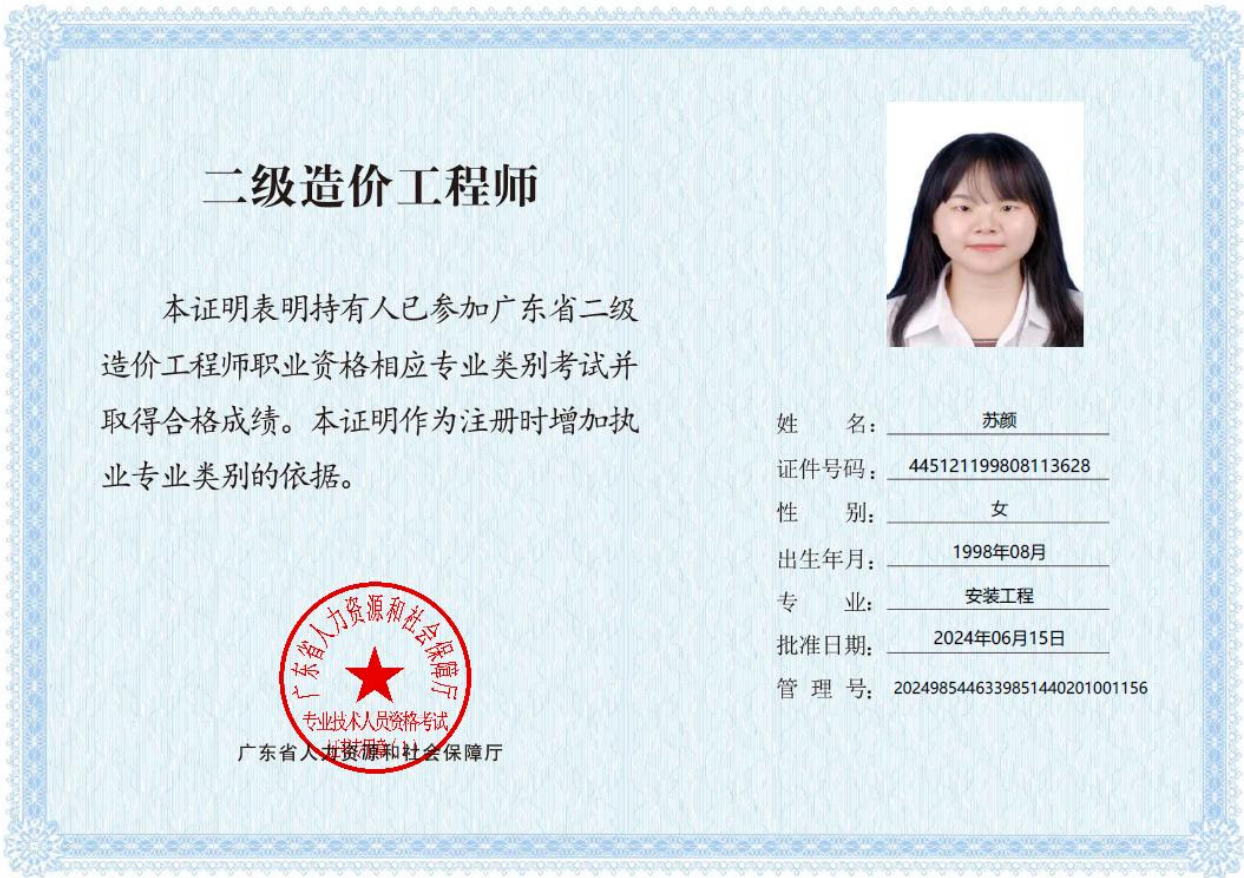 二级造价工程师
本证明表明持有人已参加广东省二级
造价工程师职业资格相应专业类别考试并
取得合格成绩。本证明作为注册时增加执
业专业类别的依据。
广东省人力资源和社会保障厅
专业技术人员资格考试
广东省人力资源和社会保障厅
姓 名：苏颜
证件号码：445121199808113628
性 别：女
出生年月：1998年08月
专 业：安装工程
批准日期：2024年06月15日
管 理 号：20249854463398514402010​01156